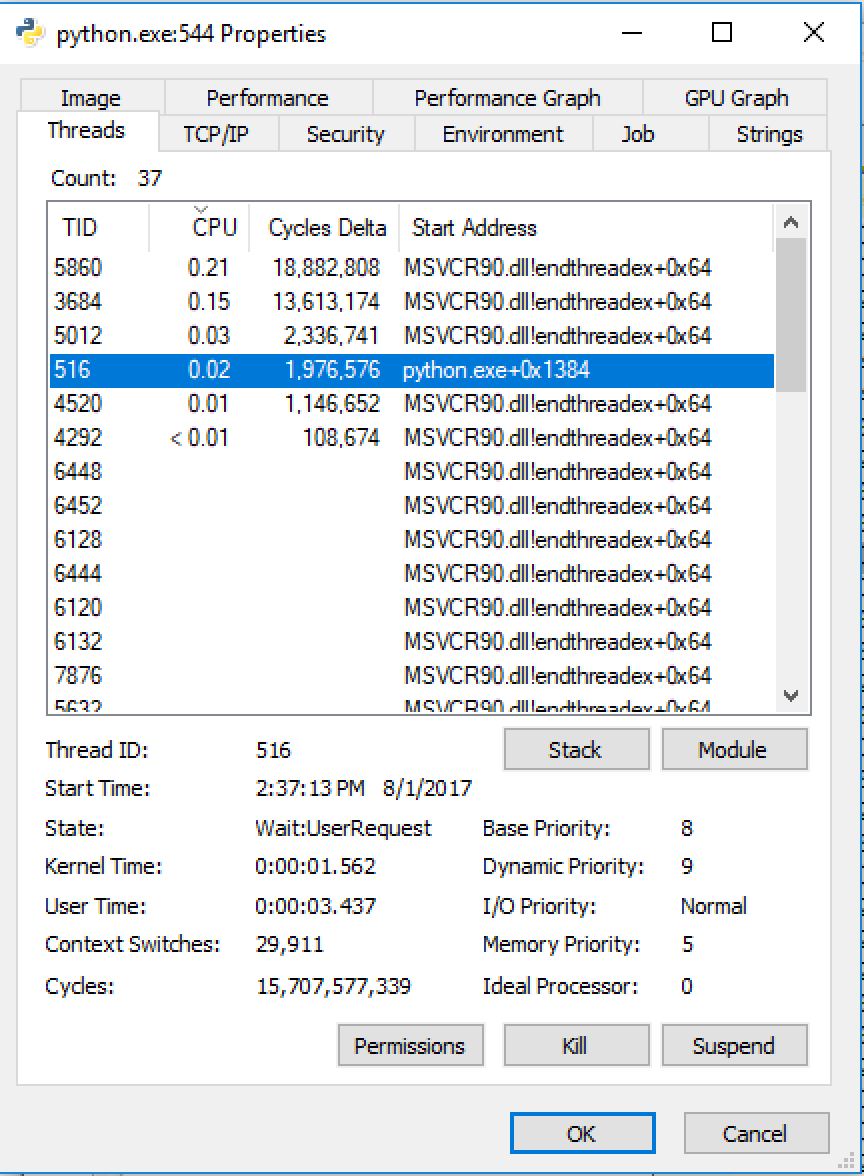 python.exe:544 Properties
Image Performance Performance Graph GPU Graph
Threads TCP/IP Security Environment Job Strings
Count: 37
TID CPU Cycles Delta Start Address
5860 0.21 18,882,808 MSVCR90.dll!endthreadex+0x64
3684 0.15 13,613,174 MSVCR90.dll!endthreadex+0x64
5012 0.03 2,336,741 MSVCR90.dll!endthreadex+0x64
516 0.02 1,976,576 python.exe+0x1384
4520 0.01 1,146,652 MSVCR90.dll!endthreadex+0x64
4292 < 0.01 108,674 MSVCR90.dll!endthreadex+0x64
6448 MSVCR90.dll!endthreadex+0x64
6452 MSVCR90.dll!endthreadex+0x64
6128 MSVCR90.dll!endthreadex+0x64
6444 MSVCR90.dll!endthreadex+0x64
6120 MSVCR90.dll!endthreadex+0x64
6132 MSVCR90.dll!endthreadex+0x64
7876 MSVCR90.dll!endthreadex+0x64
5632 MSVCR90.dll!endthreadex+0x64
Thread ID: 516 Stack Module
Start Time: 2:37:13 PM 8/1/2017
State: Wait:UserRequest Base Priority: 8
Kernel Time: 0:00:01.562 Dynamic Priority: 9
User Time: 0:00:03.437 I/O Priority: Normal
Context Switches: 29,911 Memory Priority: 5
Cycles: 15,707,577,339 Ideal Processor: 0
Permissions Kill Suspend
OK Cancel